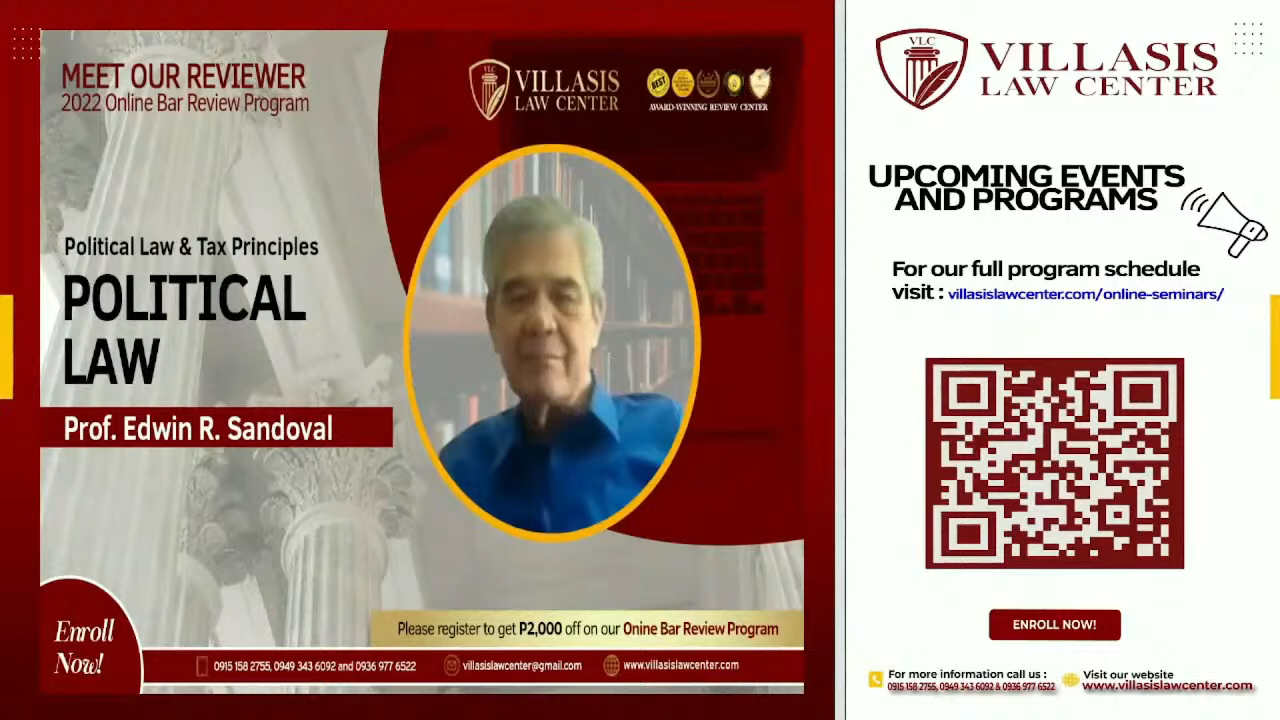 MEET OUR REVIEWER
2022 Online Bar Review Program
VLC
VILLASIS
LAW CENTER
BEST
AWARD-WINNING REVIEW CENTER
Political Law & Tax Principles
POLITICAL
LAW
Prof. Edwin R. Sandoval
Please register to get P2,000 off on our Onine Bar Review Program
Enroll
Now!
0915 158 2755, 0949 343 6092 and 0936 977 6522
villasislawcenter@gmail.com
www.villasislawcenter.com
VLC
VILLASIS
LAW CENTER
UPCOMING EVENTS
AND PROGRAMS
For our full program schedule
visit : villasislawcenter.com/online-seminars/
ENROLL NOW!
For more information call us :
0915 158 2755, 0949 343 6092 & 0936 977 6522
Visit our website
www.villasislawcenter.com